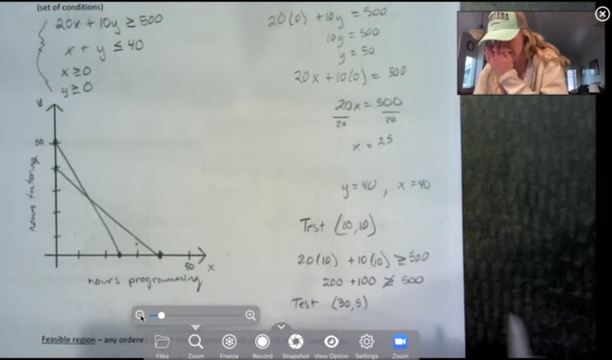 (set of conditions)
20x + 10y ≥ 500
x + y ≤ 40
x ≥ 0
y ≥ 0
20(0) + 10y = 500
10y = 500
y = 50
20x + 10(0) = 500
20x = 500
20 20
x = 25
y = 40, x = 40
Test (10,10)
20(10) + 10(10) ≥ 500
200 + 100 ≱ 500
Test (30,5)
50
hours tutoring
50
x
hours programming
Feasible region – any ordere
Files
Zoom
Freeze
Record
Snapshot
View Option
Settings
Zoom